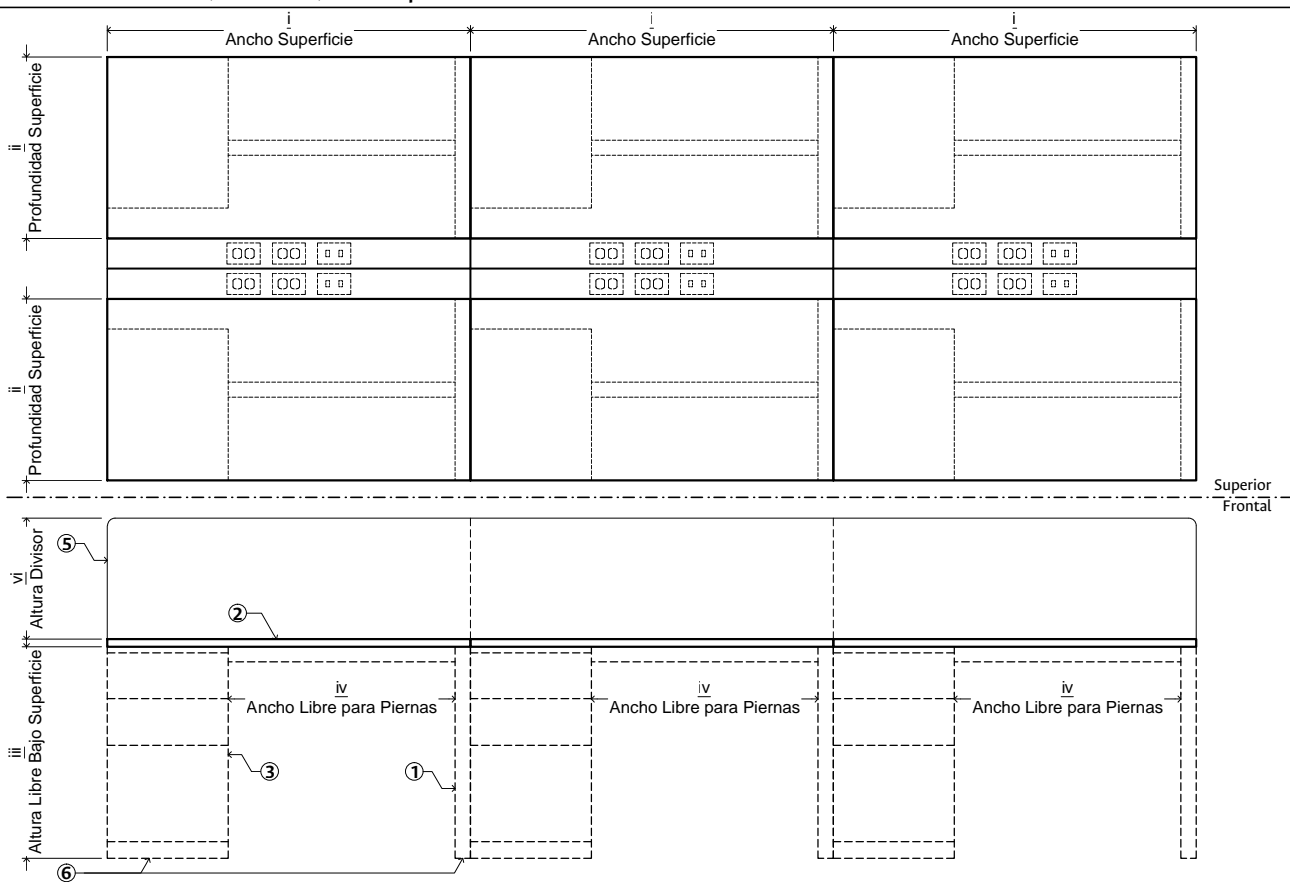 i
Ancho Superficie
i
Ancho Superficie
i
Ancho Superficie
ii
Profundidad Superficie
ii
Profundidad Superficie
Superior
Frontal
vi
Altura Divisor
5
2
iii
Altura Libre Bajo Superficie
iv
Ancho Libre para Piernas
iv
Ancho Libre para Piernas
iv
Ancho Libre para Piernas
3
1
6